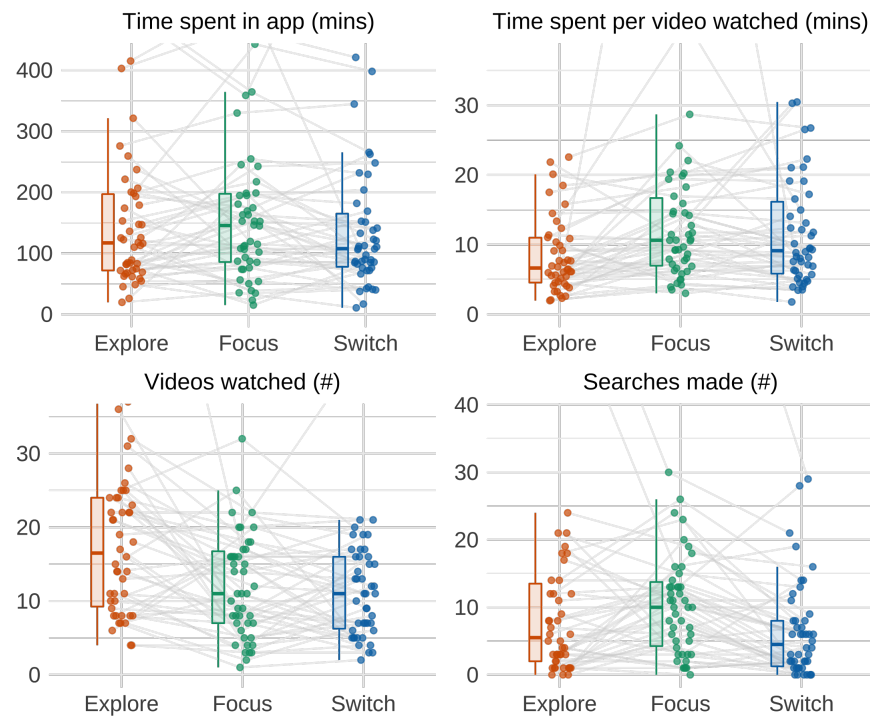 Time spent in app (mins)
400
300
200
100
0
Explore Focus Switch
Time spent per video watched (mins)
30
20
10
0
Explore Focus Switch
Videos watched (#)
30
20
10
0
Explore Focus Switch
Searches made (#)
40
30
20
10
0
Explore Focus Switch